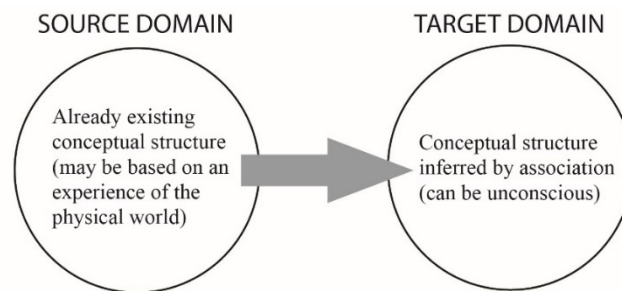 SOURCE DOMAIN
TARGET DOMAIN
Already existing
conceptual structure
(may be based on an
experience of the
physical world)
Conceptual structure
inferred by association
(can be unconscious)